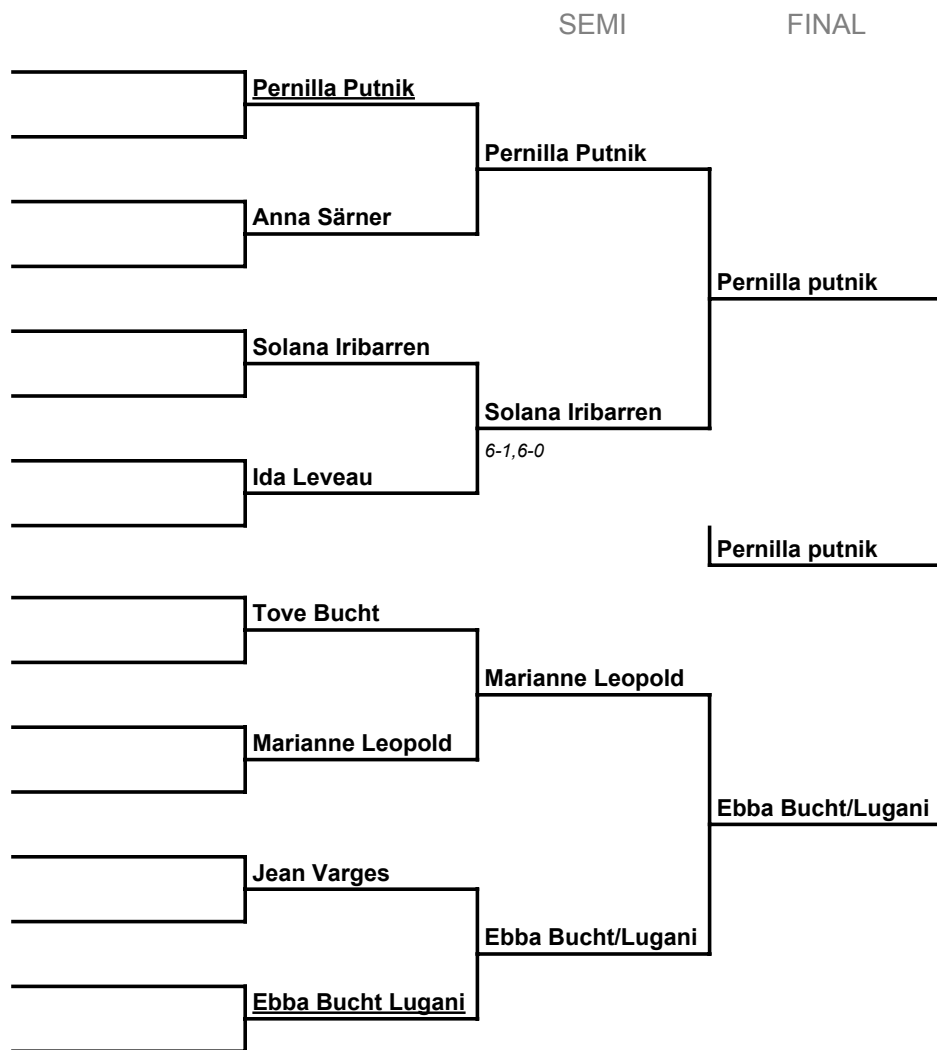 SEMI FINAL
Pernilla Putnik
Pernilla Putnik
Anna Särner
Pernilla putnik
Solana Iribarren
Solana Iribarren
6-1,6-0
Ida Leveau
Pernilla putnik
Tove Bucht
Marianne Leopold
Marianne Leopold
Ebba Bucht/Lugani
Jean Varges
Ebba Bucht/Lugani
Ebba Bucht Lugani